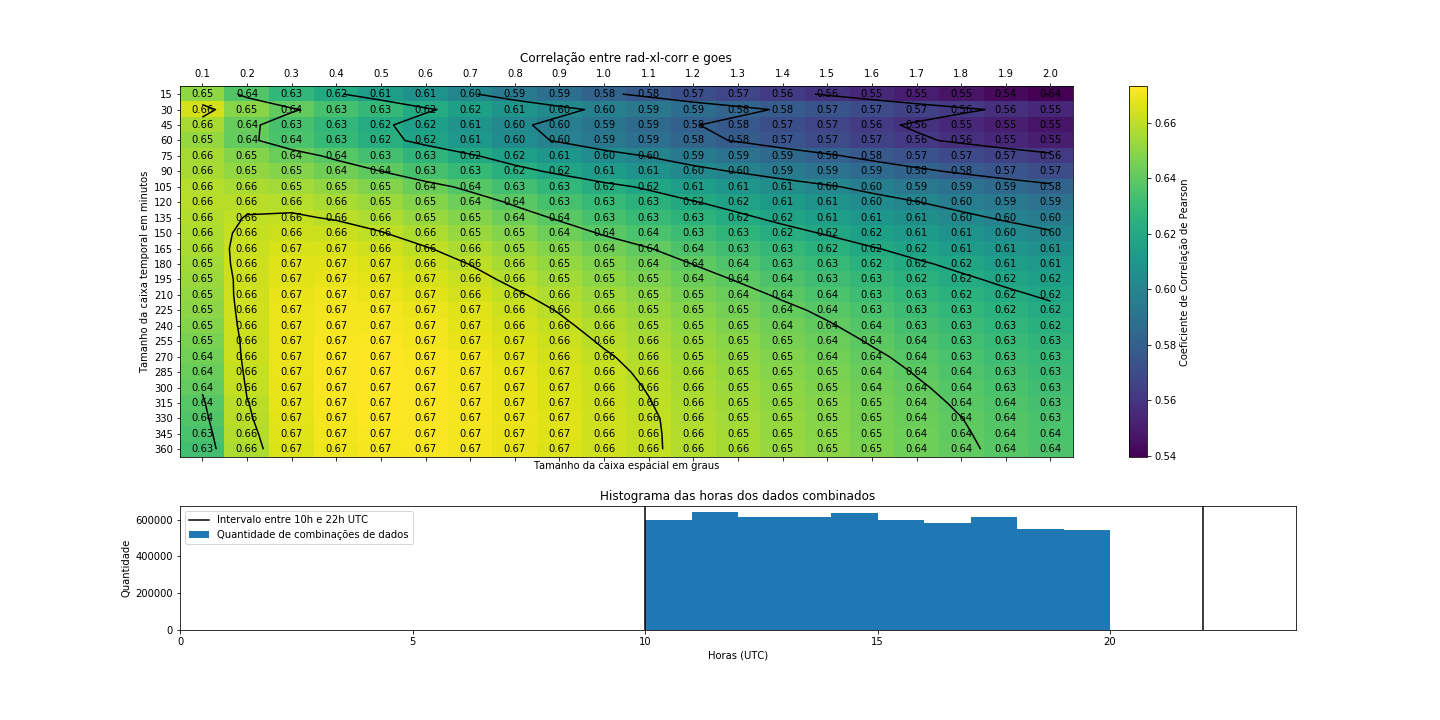 Correlação entre rad-xl-corr e goes
0.1 0.2 0.3 0.4 0.5 0.6 0.7 0.8 0.9 1.0 1.1 1.2 1.3 1.4 1.5 1.6 1.7 1.8 1.9 2.0
15 0.65 0.64 0.63 0.62 0.61 0.61 0.60 0.59 0.59 0.58 0.58 0.57 0.57 0.56 0.56 0.55 0.55 0.55 0.54 0.54
30 0.66 0.65 0.64 0.63 0.63 0.62 0.62 0.61 0.60 0.60 0.59 0.59 0.58 0.58 0.57 0.57 0.56 0.56 0.56 0.55
45 0.66 0.64 0.63 0.63 0.62 0.62 0.61 0.60 0.60 0.59 0.59 0.58 0.58 0.57 0.57 0.56 0.56 0.55 0.55 0.55
60 0.65 0.64 0.64 0.63 0.62 0.62 0.61 0.60 0.60 0.59 0.59 0.58 0.58 0.57 0.57 0.57 0.56 0.56 0.55 0.55
75 0.66 0.65 0.64 0.64 0.63 0.63 0.62 0.62 0.61 0.60 0.60 0.59 0.59 0.59 0.58 0.58 0.57 0.57 0.57 0.56
90 0.66 0.65 0.65 0.64 0.64 0.63 0.63 0.62 0.62 0.61 0.61 0.60 0.60 0.59 0.59 0.59 0.58 0.58 0.57 0.57
105 0.66 0.66 0.65 0.65 0.65 0.64 0.64 0.63 0.63 0.62 0.62 0.61 0.61 0.61 0.60 0.60 0.59 0.59 0.59 0.58
120 0.66 0.66 0.66 0.66 0.65 0.65 0.64 0.64 0.63 0.63 0.63 0.62 0.62 0.61 0.61 0.60 0.60 0.60 0.59 0.59
135 0.66 0.66 0.66 0.66 0.66 0.65 0.65 0.64 0.64 0.63 0.63 0.63 0.62 0.62 0.61 0.61 0.61 0.60 0.60 0.60
150 0.66 0.66 0.66 0.66 0.66 0.66 0.65 0.65 0.64 0.64 0.64 0.63 0.63 0.62 0.62 0.62 0.61 0.61 0.60 0.60
165 0.66 0.66 0.67 0.67 0.66 0.66 0.66 0.65 0.65 0.64 0.64 0.64 0.63 0.63 0.62 0.62 0.62 0.61 0.61 0.61
180 0.66 0.66 0.67 0.67 0.67 0.66 0.66 0.65 0.65 0.65 0.64 0.64 0.64 0.63 0.63 0.62 0.62 0.62 0.61 0.61
195 0.65 0.66 0.67 0.67 0.67 0.67 0.66 0.66 0.65 0.65 0.65 0.64 0.64 0.64 0.63 0.63 0.62 0.62 0.62 0.62
210 0.65 0.66 0.67 0.67 0.67 0.67 0.66 0.66 0.66 0.65 0.65 0.65 0.64 0.64 0.64 0.63 0.63 0.62 0.62 0.62
225 0.65 0.66 0.67 0.67 0.67 0.67 0.67 0.66 0.66 0.65 0.65 0.65 0.64 0.64 0.64 0.63 0.63 0.63 0.62 0.62
240 0.65 0.66 0.67 0.67 0.67 0.67 0.67 0.66 0.66 0.66 0.65 0.65 0.65 0.64 0.64 0.64 0.63 0.63 0.63 0.62
255 0.65 0.66 0.67 0.67 0.67 0.67 0.67 0.66 0.66 0.66 0.65 0.65 0.65 0.65 0.64 0.64 0.64 0.63 0.63 0.63
270 0.64 0.66 0.67 0.67 0.67 0.67 0.67 0.67 0.66 0.66 0.66 0.65 0.65 0.65 0.64 0.64 0.64 0.63 0.63 0.63
285 0.64 0.66 0.67 0.67 0.67 0.67 0.67 0.67 0.67 0.66 0.66 0.65 0.65 0.65 0.65 0.64 0.64 0.64 0.63 0.63
300 0.64 0.66 0.67 0.67 0.67 0.67 0.67 0.67 0.67 0.66 0.66 0.66 0.65 0.65 0.65 0.64 0.64 0.64 0.63 0.63
315 0.64 0.66 0.67 0.67 0.67 0.67 0.67 0.67 0.67 0.66 0.66 0.66 0.65 0.65 0.65 0.64 0.64 0.64 0.64 0.63
330 0.64 0.66 0.67 0.67 0.67 0.67 0.67 0.67 0.67 0.66 0.66 0.66 0.65 0.65 0.65 0.65 0.64 0.64 0.64 0.63
345 0.63 0.66 0.67 0.67 0.67 0.67 0.67 0.67 0.67 0.66 0.66 0.66 0.65 0.65 0.65 0.65 0.64 0.64 0.64 0.64
360 0.63 0.66 0.67 0.67 0.67 0.67 0.67 0.67 0.67 0.66 0.66 0.66 0.65 0.65 0.65 0.65 0.64 0.64 0.64 0.64
Tamanho da caixa temporal em minutos
Tamanho da caixa espacial em graus
0.66
0.64
0.62
0.60
0.58
0.56
0.54
Coeficiente de Correlação de Pearson
Histograma das horas dos dados combinados
Intervalo entre 10h e 22h UTC
Quantidade de combinações de dados
600000
400000
200000
0
Quantidade
0 5 10 15 20
Horas (UTC)